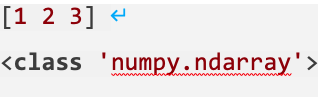 [1 2 3] ↵
<class 'numpy.ndarray'>